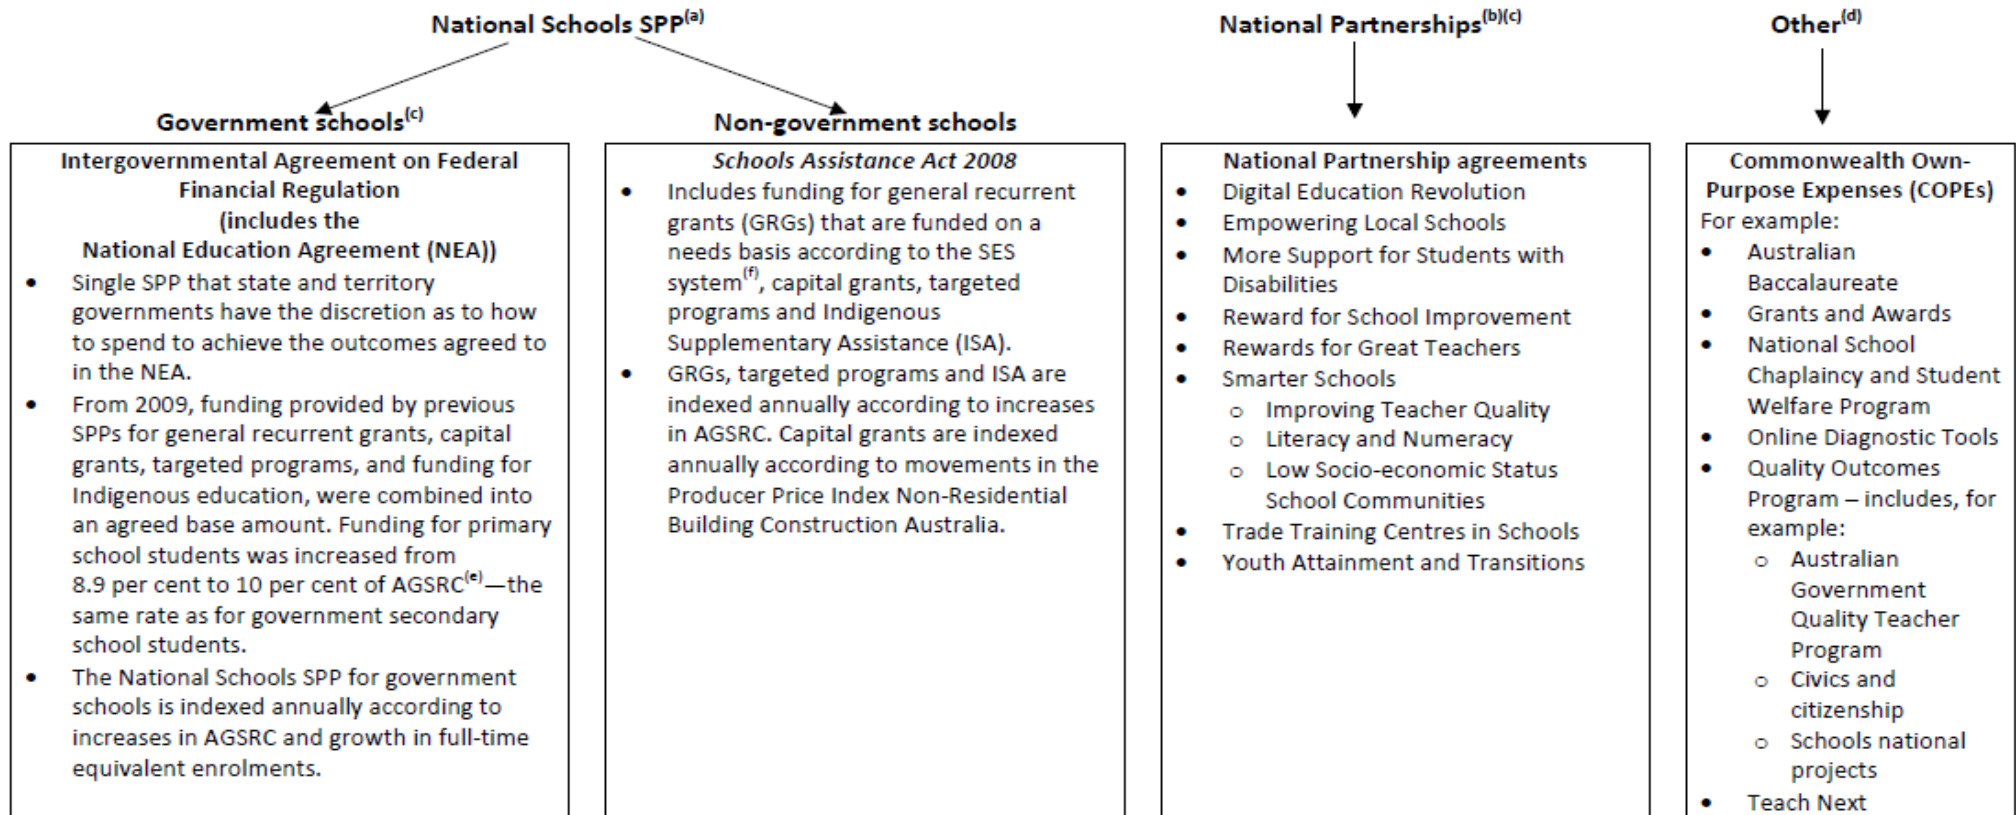 National Schools SPP(a)
National Partnerships(b)(c)
Other(d)
Government schools(c)
Intergovernmental Agreement on Federal
Financial Regulation
(includes the
National Education Agreement (NEA))
• Single SPP that state and territory
governments have the discretion as to how
to spend to achieve the outcomes agreed to
in the NEA.
• From 2009, funding provided by previous
SPPs for general recurrent grants, capital
grants, targeted programs, and funding for
Indigenous education, were combined into
an agreed base amount. Funding for primary
school students was increased from
8.9 per cent to 10 per cent of AGSRC(e)—the
same rate as for government secondary
school students.
• The National Schools SPP for government
schools is indexed annually according to
increases in AGSRC and growth in full-time
equivalent enrolments.
Non-government schools
Schools Assistance Act 2008
• Includes funding for general recurrent
grants (GRGs) that are funded on a
needs basis according to the SES
system(f), capital grants, targeted
programs and Indigenous
Supplementary Assistance (ISA).
• GRGs, targeted programs and ISA are
indexed annually according to increases
in AGSRC. Capital grants are indexed
annually according to movements in the
Producer Price Index Non-Residential
Building Construction Australia.
National Partnership agreements
• Digital Education Revolution
• Empowering Local Schools
• More Support for Students with
Disabilities
• Reward for School Improvement
• Rewards for Great Teachers
• Smarter Schools
o Improving Teacher Quality
o Literacy and Numeracy
o Low Socio-economic Status
School Communities
• Trade Training Centres in Schools
• Youth Attainment and Transitions
Commonwealth Own-
Purpose Expenses (COPEs)
For example:
• Australian
Baccalaureate
• Grants and Awards
• National School
Chaplaincy and Student
Welfare Program
• Online Diagnostic Tools
• Quality Outcomes
Program – includes, for
example:
o Australian
Government
Quality Teacher
Program
o Civics and
citizenship
o Schools national
projects
• Teach Next